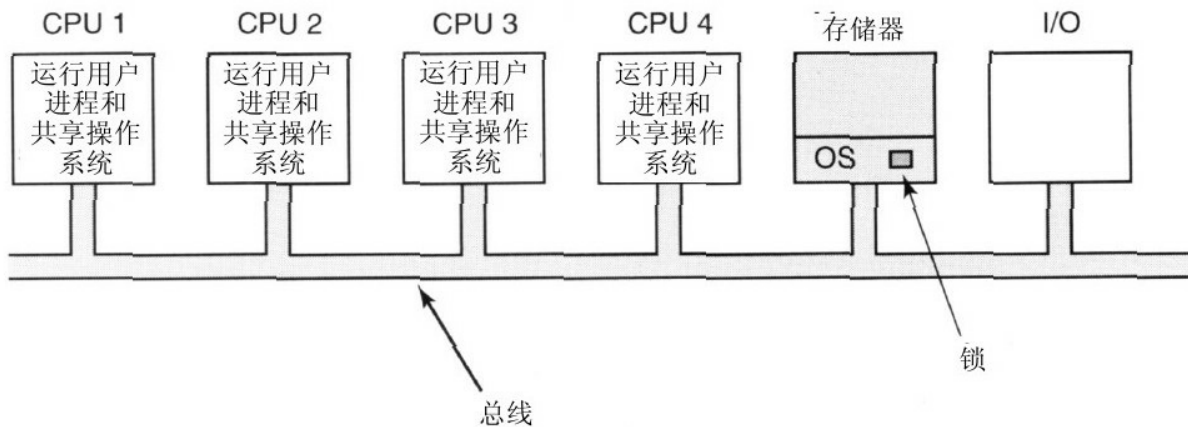 CPU 1
CPU 2
CPU 3
CPU 4
存储器
I/O
运行用户
进程和
共享操作
系统
运行用户
进程和
共享操作
系统
运行用户
进程和
共享操作
系统
运行用户
进程和
共享操作
系统
OS
锁
总线